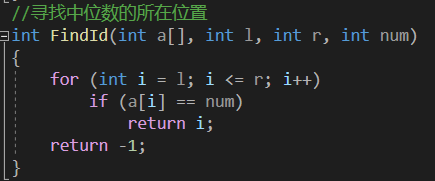 //寻找中位数的所在位置
int FindId(int a[], int l, int r, int num)
{
for (int i = l; i <= r; i++)
if (a[i] == num)
return i;
return -1;
}